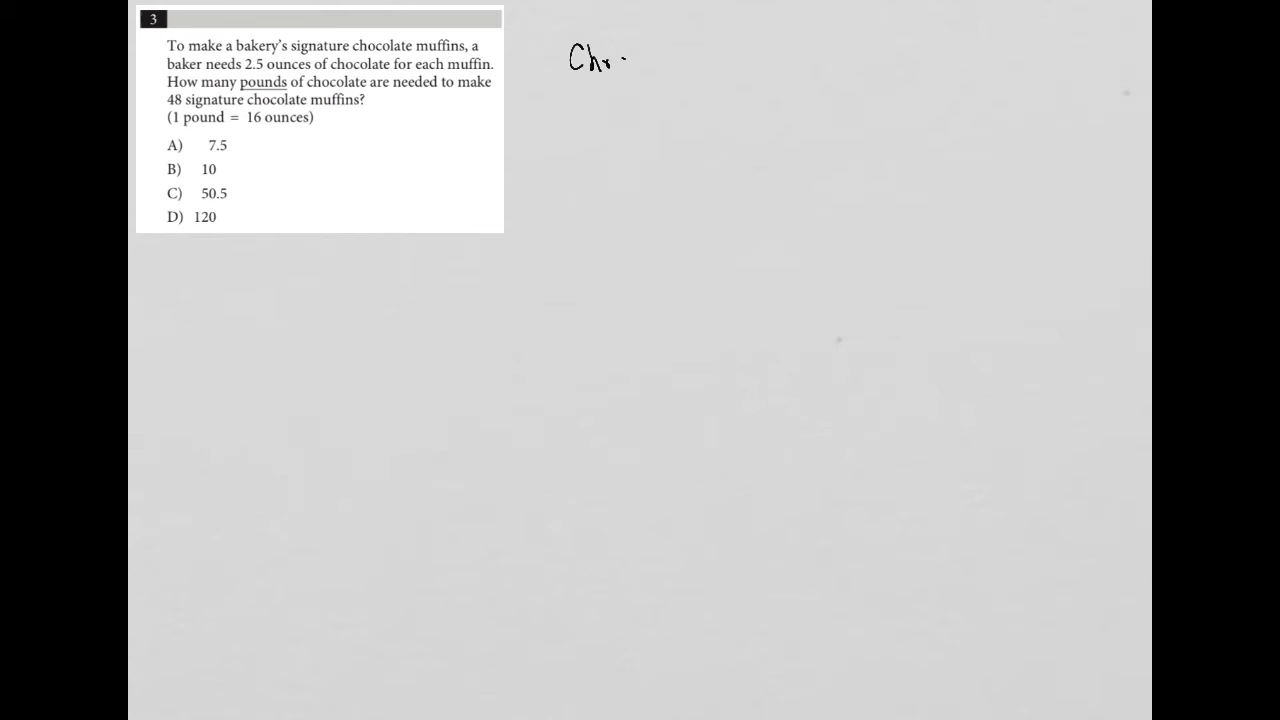 3
To make a bakery's signature chocolate muffins, a
baker needs 2.5 ounces of chocolate for each muffin.
How many pounds of chocolate are needed to make
48 signature chocolate muffins?
(1 pound = 16 ounces)
A) 7.5
B) 10
C) 50.5
D) 120